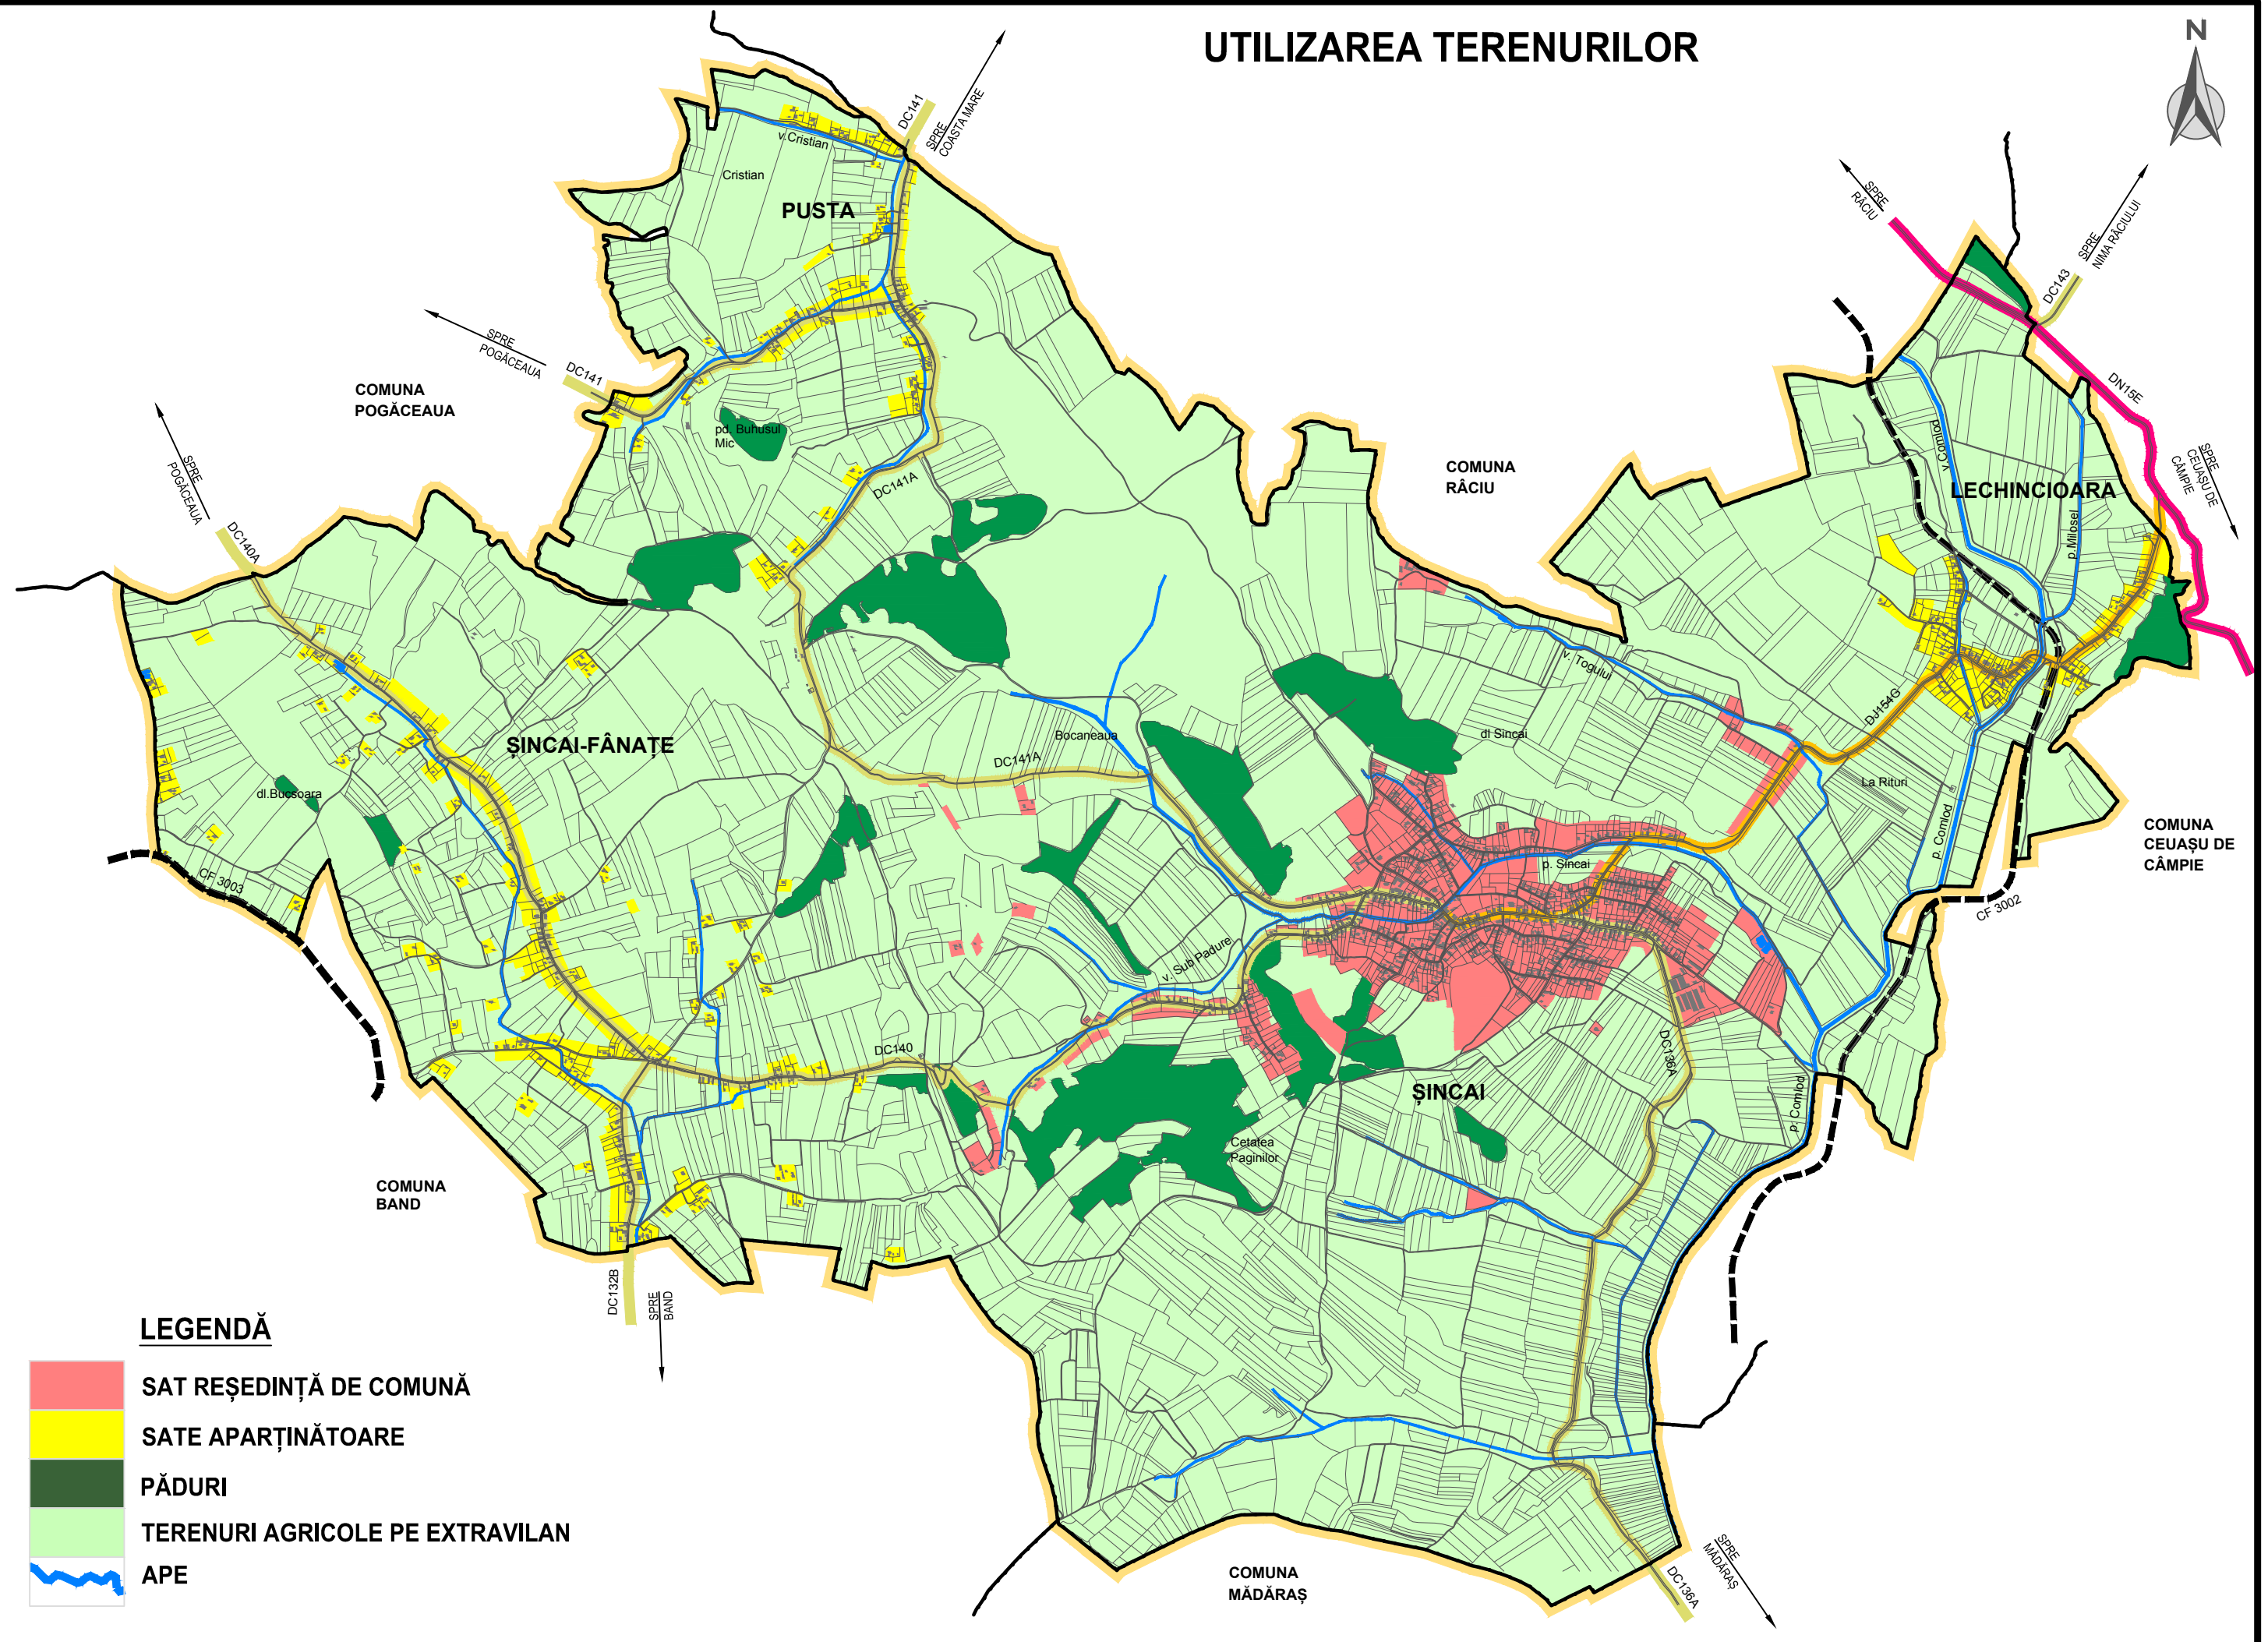 UTILIZAREA TERENURILOR
N
DC141
SPRE
COASTA MARE
v.Cristian
Cristian
PUSTA
SPRE
RÂCIU
SPRE
NIMA RÂCIULUI
DC143
SPRE
POGĂCEAUA
DC141
COMUNA
POGĂCEAUA
DN15E
pd. Buhusul
Mic
v.Comlod
SPRE
CEUAȘU DE
CÂMPIE
COMUNA
RÂCIU
LECHINCIOARA
SPRE
POGĂCEAUA
DC140A
DC141A
p. Milosel
v. Togului
DJ154G
ȘINCAI-FÂNAȚE
Bocaneaua
dl Sincai
DC141A
La Rituri
dl.Bucsoara
p. Comlod
COMUNA
CEUAȘU DE
CÂMPIE
p. Sincai
CF 3003
CF 3002
v. Sub Padure
DC140
DC136A
ȘINCAI
p. Comlod
Cetatea
Paginilor
COMUNA
BAND
DC132B
SPRE
BAND
LEGENDĂ
SAT REȘEDINȚĂ DE COMUNĂ
SATE APARȚINĂTOARE
PĂDURI
TERENURI AGRICOLE PE EXTRAVILAN
APE
COMUNA
MĂDĂRAȘ
SPRE
MĂDĂRAȘ
DC136A